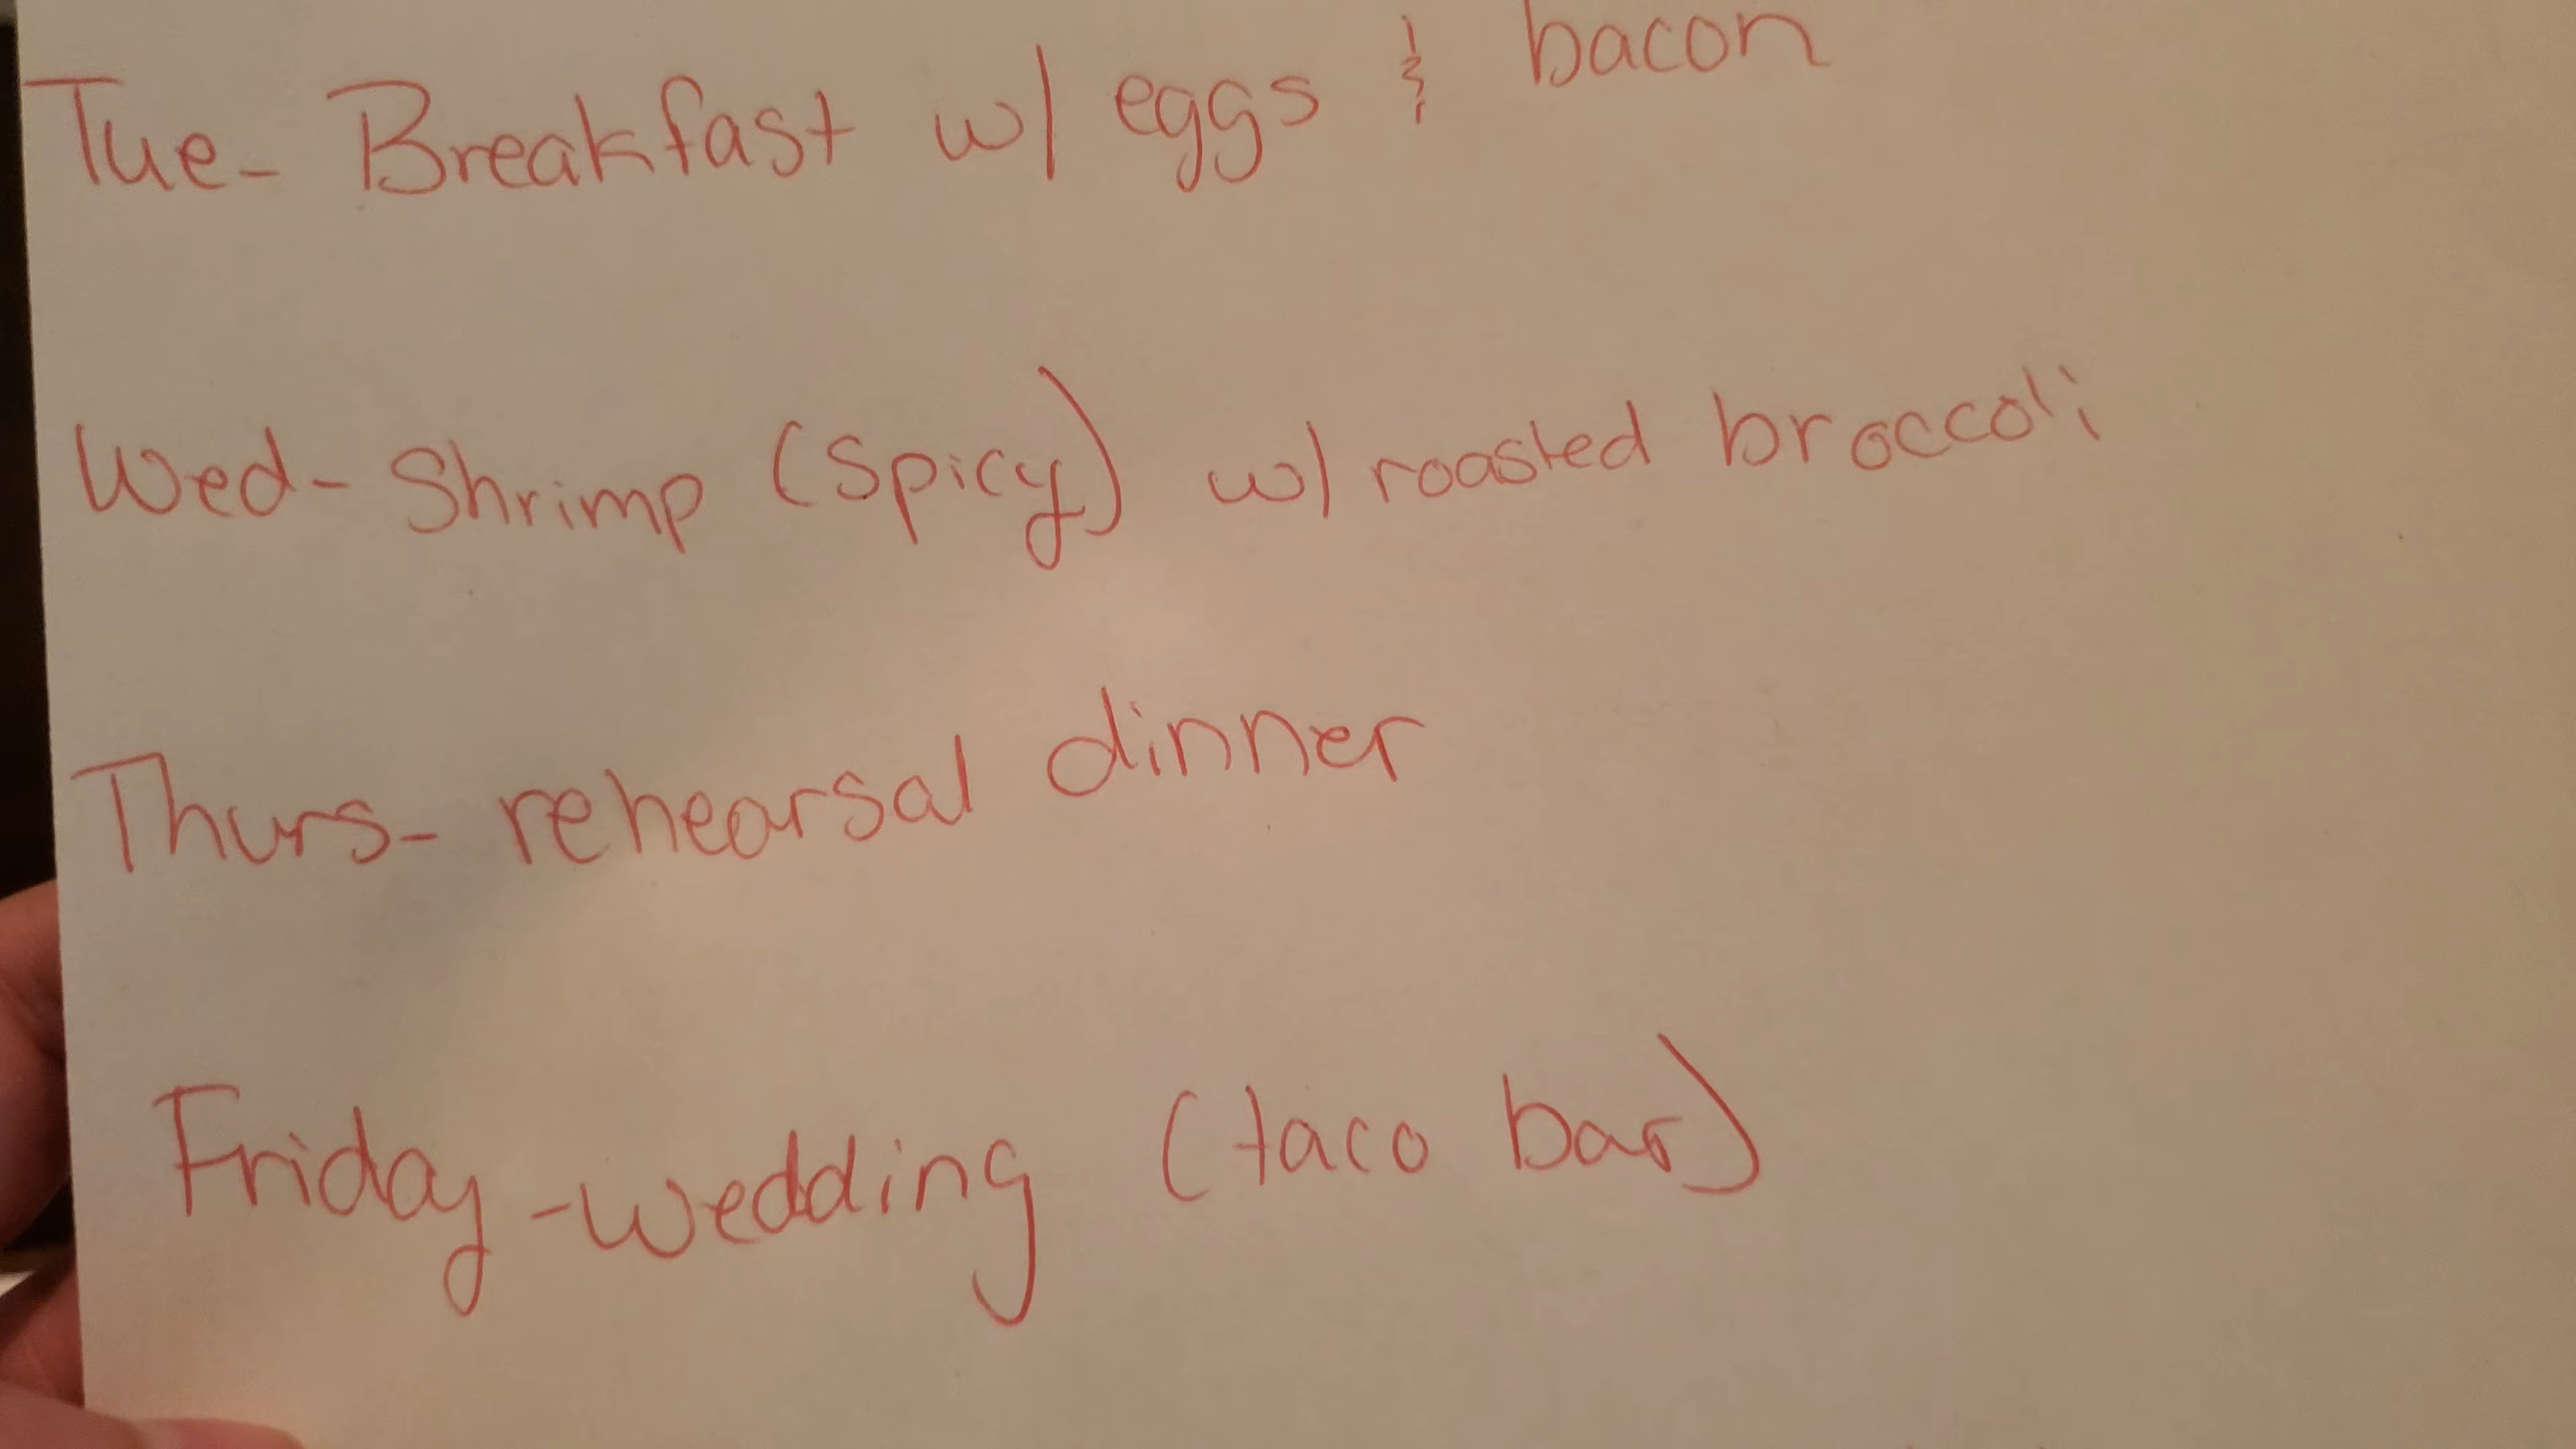 Tue- Breakfast w/ eggs & bacon
Wed- Shrimp (Spicy) w/ roasted broccoli
Thurs- rehearsal dinner
Friday -wedding (taco bar)